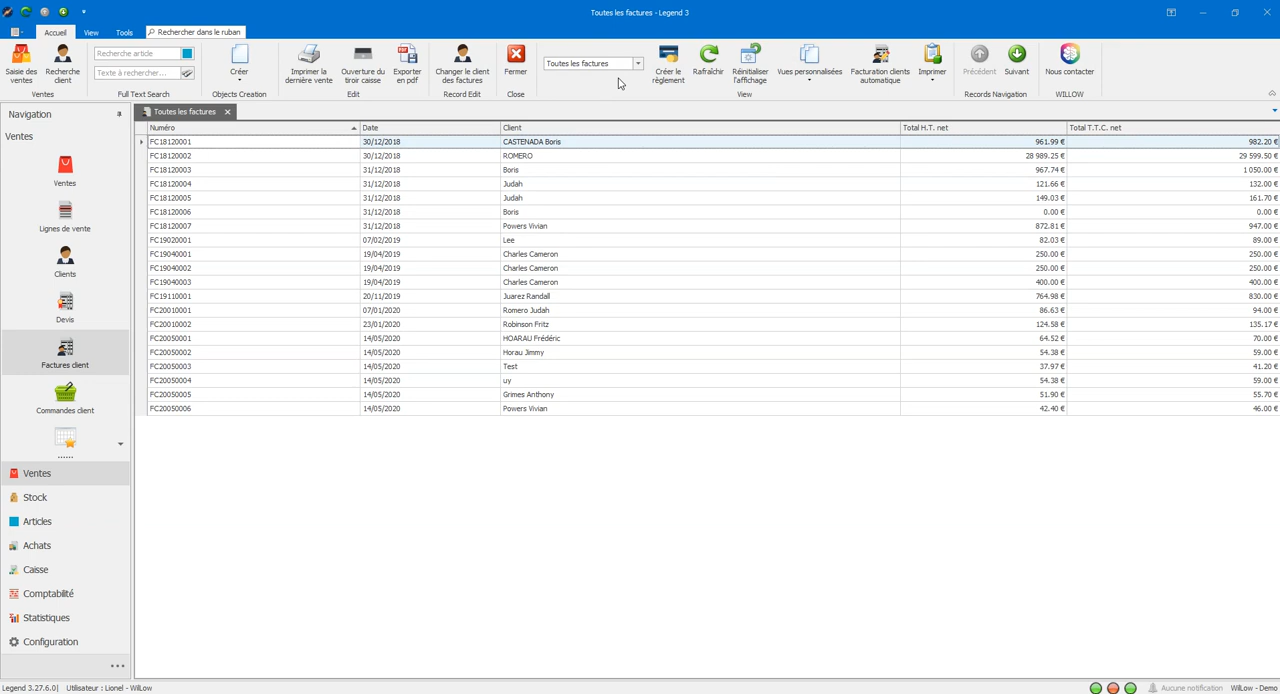 Toutes les factures - Legend 3
Accueil View Tools Rechercher dans le ruban
Saisie des ventes
Recherche client
Ventes
Recherche article
Texte à rechercher...
Full Text Search
Créer
Objects Creation
Imprimer la dernière vente
Ouverture du tiroir caisse
Exporter en pdf
Edit
Changer le client des factures
Record Edit
Fermer
Close
Toutes les factures
Créer le règlement
Rafraîchir
Réinitialiser l'affichage
Vues personnalisées
Facturation clients automatique
Imprimer
View
Précédent
Suivant
Records Navigation
Nous contacter
WILLOW
Navigation
Ventes
Ventes
Lignes de vente
Clients
Devis
Factures client
Commandes client
Ventes
Stock
Articles
Achats
Caisse
Comptabilité
Statistiques
Configuration
Toutes les factures
Numéro Date Client Total H.T. net Total T.T.C. net
FC18120001 30/12/2018 CASTENADA Boris 961.99 € 982.20 €
FC18120002 30/12/2018 ROMERO 28 989.25 € 29 599.50 €
FC18120003 31/12/2018 Boris 967.74 € 1 050.00 €
FC18120004 31/12/2018 Judah 121.66 € 132.00 €
FC18120005 31/12/2018 Judah 149.03 € 161.70 €
FC18120006 31/12/2018 Boris 0.00 € 0.00 €
FC18120007 31/12/2018 Powers Vivian 872.81 € 947.00 €
FC19020001 07/02/2019 Lee 82.03 € 89.00 €
FC19040001 19/04/2019 Charles Cameron 250.00 € 250.00 €
FC19040002 19/04/2019 Charles Cameron 250.00 € 250.00 €
FC19040003 19/04/2019 Charles Cameron 400.00 € 400.00 €
FC19110001 20/11/2019 Juarez Randall 764.98 € 830.00 €
FC20010001 07/01/2020 Romero Judah 86.63 € 94.00 €
FC20010002 23/01/2020 Robinson Fritz 124.58 € 135.17 €
FC20050001 14/05/2020 HOARAU Frédéric 64.52 € 70.00 €
FC20050002 14/05/2020 Horau Jimmy 54.38 € 59.00 €
FC20050003 14/05/2020 Test 37.97 € 41.20 €
FC20050004 14/05/2020 uy 54.38 € 59.00 €
FC20050005 14/05/2020 Grimes Anthony 51.90 € 55.70 €
FC20050006 14/05/2020 Powers Vivian 42.40 € 46.00 €
Legend 3.27.6.0| Utilisateur : Lionel - WilLow Aucune notification WilLow - Demo